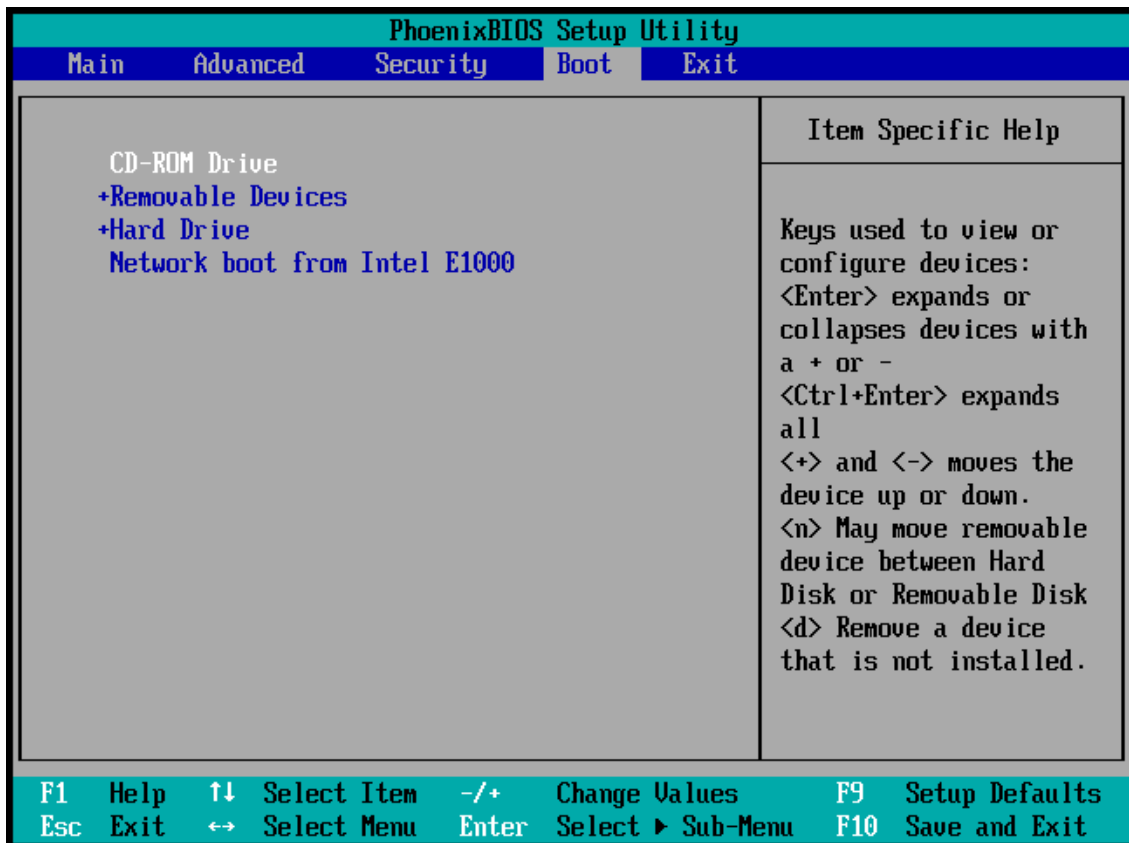 PhoenixBIOS Setup Utility
Main Advanced Security Boot Exit
CD-ROM Drive
+Removable Devices
+Hard Drive
Network boot from Intel E1000
Item Specific Help
Keys used to view or
configure devices:
<Enter> expands or
collapses devices with
a + or -
<Ctrl+Enter> expands
all
<+> and <-> moves the
device up or down.
<n> May move removable
device between Hard
Disk or Removable Disk
<d> Remove a device
that is not installed.
F1 Help ↑↓ Select Item -/+ Change Values F9 Setup Defaults
Esc Exit ↔ Select Menu Enter Select ▶ Sub-Menu F10 Save and Exit